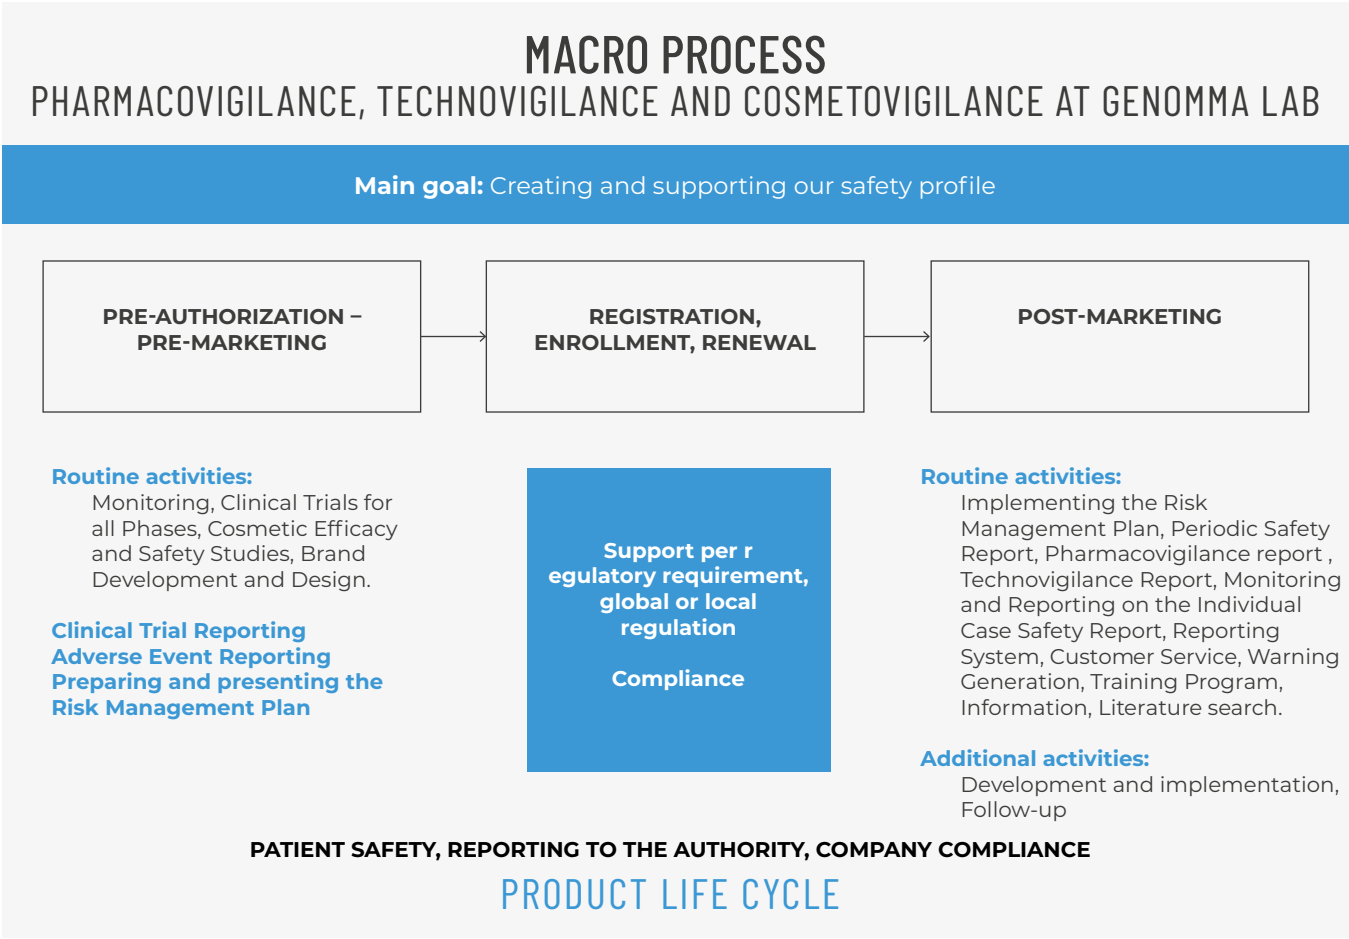 MACRO PROCESS
PHARMACOVIGILANCE, TECHNOVIGILANCE AND COSMETOVIGILANCE AT GENOMMA LAB
Main goal: Creating and supporting our safety profile
PRE-AUTHORIZATION –
PRE-MARKETING
REGISTRATION,
ENROLLMENT, RENEWAL
POST-MARKETING
Routine activities:
Monitoring, Clinical Trials for
all Phases, Cosmetic Efficacy
and Safety Studies, Brand
Development and Design.
Clinical Trial Reporting
Adverse Event Reporting
Preparing and presenting the
Risk Management Plan
Support per r
egulatory requirement,
global or local
regulation
Compliance
Routine activities:
Implementing the Risk
Management Plan, Periodic Safety
Report, Pharmacovigilance report ,
Technovigilance Report, Monitoring
and Reporting on the Individual
Case Safety Report, Reporting
System, Customer Service, Warning
Generation, Training Program,
Information, Literature search.
Additional activities:
Development and implementation,
Follow-up
PATIENT SAFETY, REPORTING TO THE AUTHORITY, COMPANY COMPLIANCE
PRODUCT LIFE CYCLE